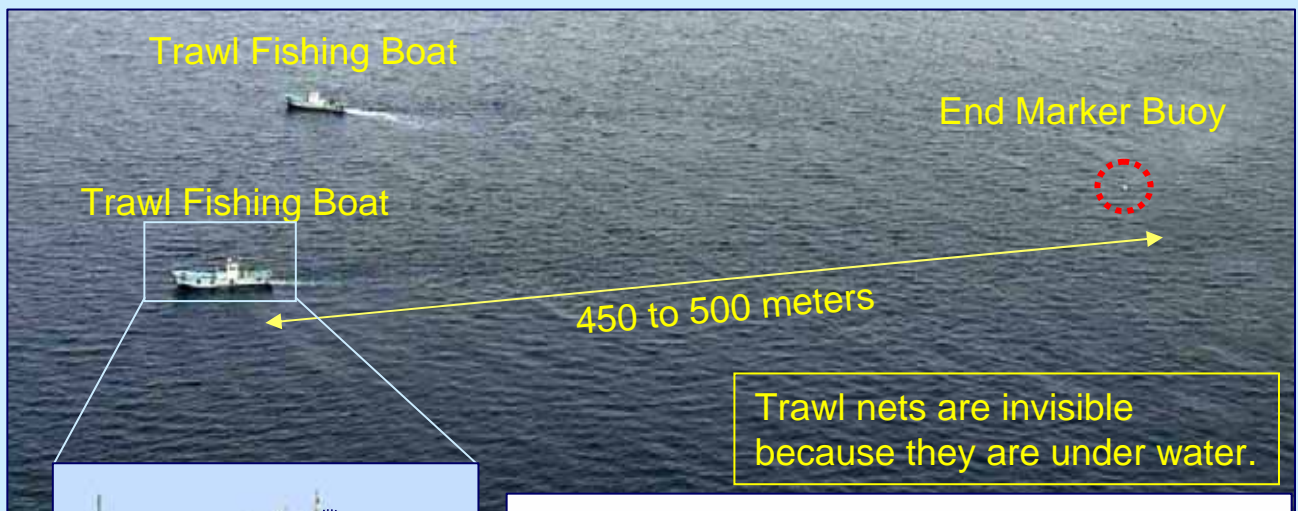 Trawl Fishing Boat
End Marker Buoy
Trawl Fishing Boat
450 to 500 meters
Trawl nets are invisible
because they are under water.